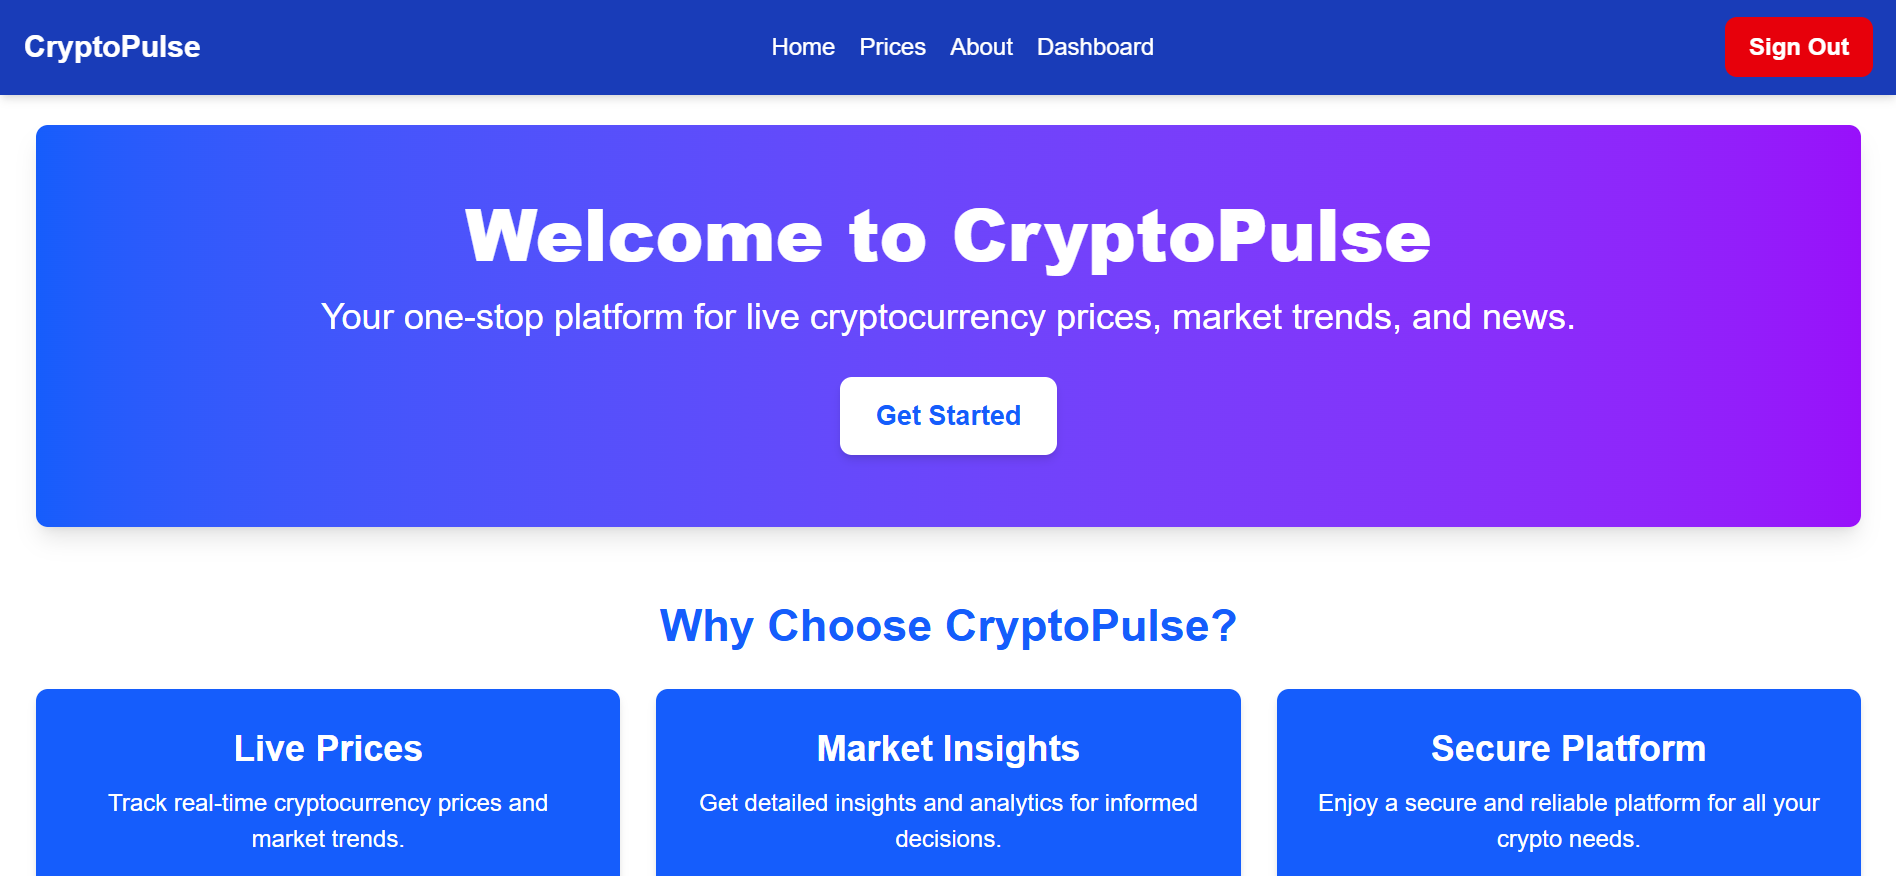 CryptoPulse
Home Prices About Dashboard
Sign Out
Welcome to CryptoPulse
Your one-stop platform for live cryptocurrency prices, market trends, and news.
Get Started
Why Choose CryptoPulse?
Live Prices
Track real-time cryptocurrency prices and
market trends.
Market Insights
Get detailed insights and analytics for informed
decisions.
Secure Platform
Enjoy a secure and reliable platform for all your
crypto needs.